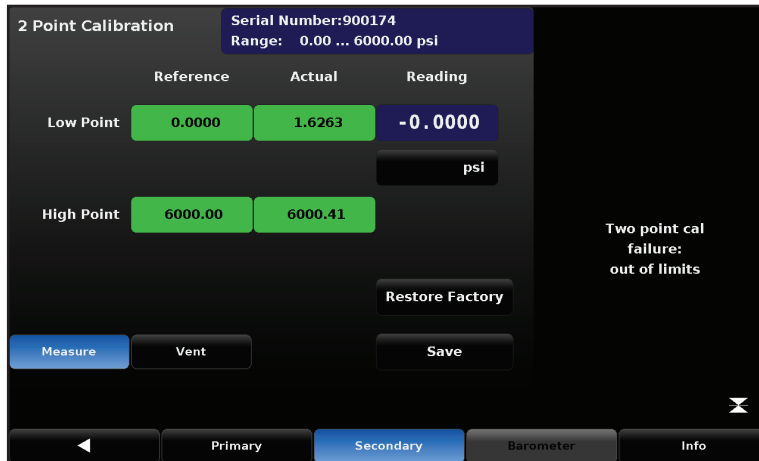 2 Point Calibration
Serial Number:900174
Range: 0.00 ... 6000.00 psi
Reference Actual Reading
Low Point 0.0000 1.6263 -0.0000
psi
High Point 6000.00 6000.41
Two point cal
failure:
out of limits
Restore Factory
Measure Vent Save
Primary Secondary Barometer Info